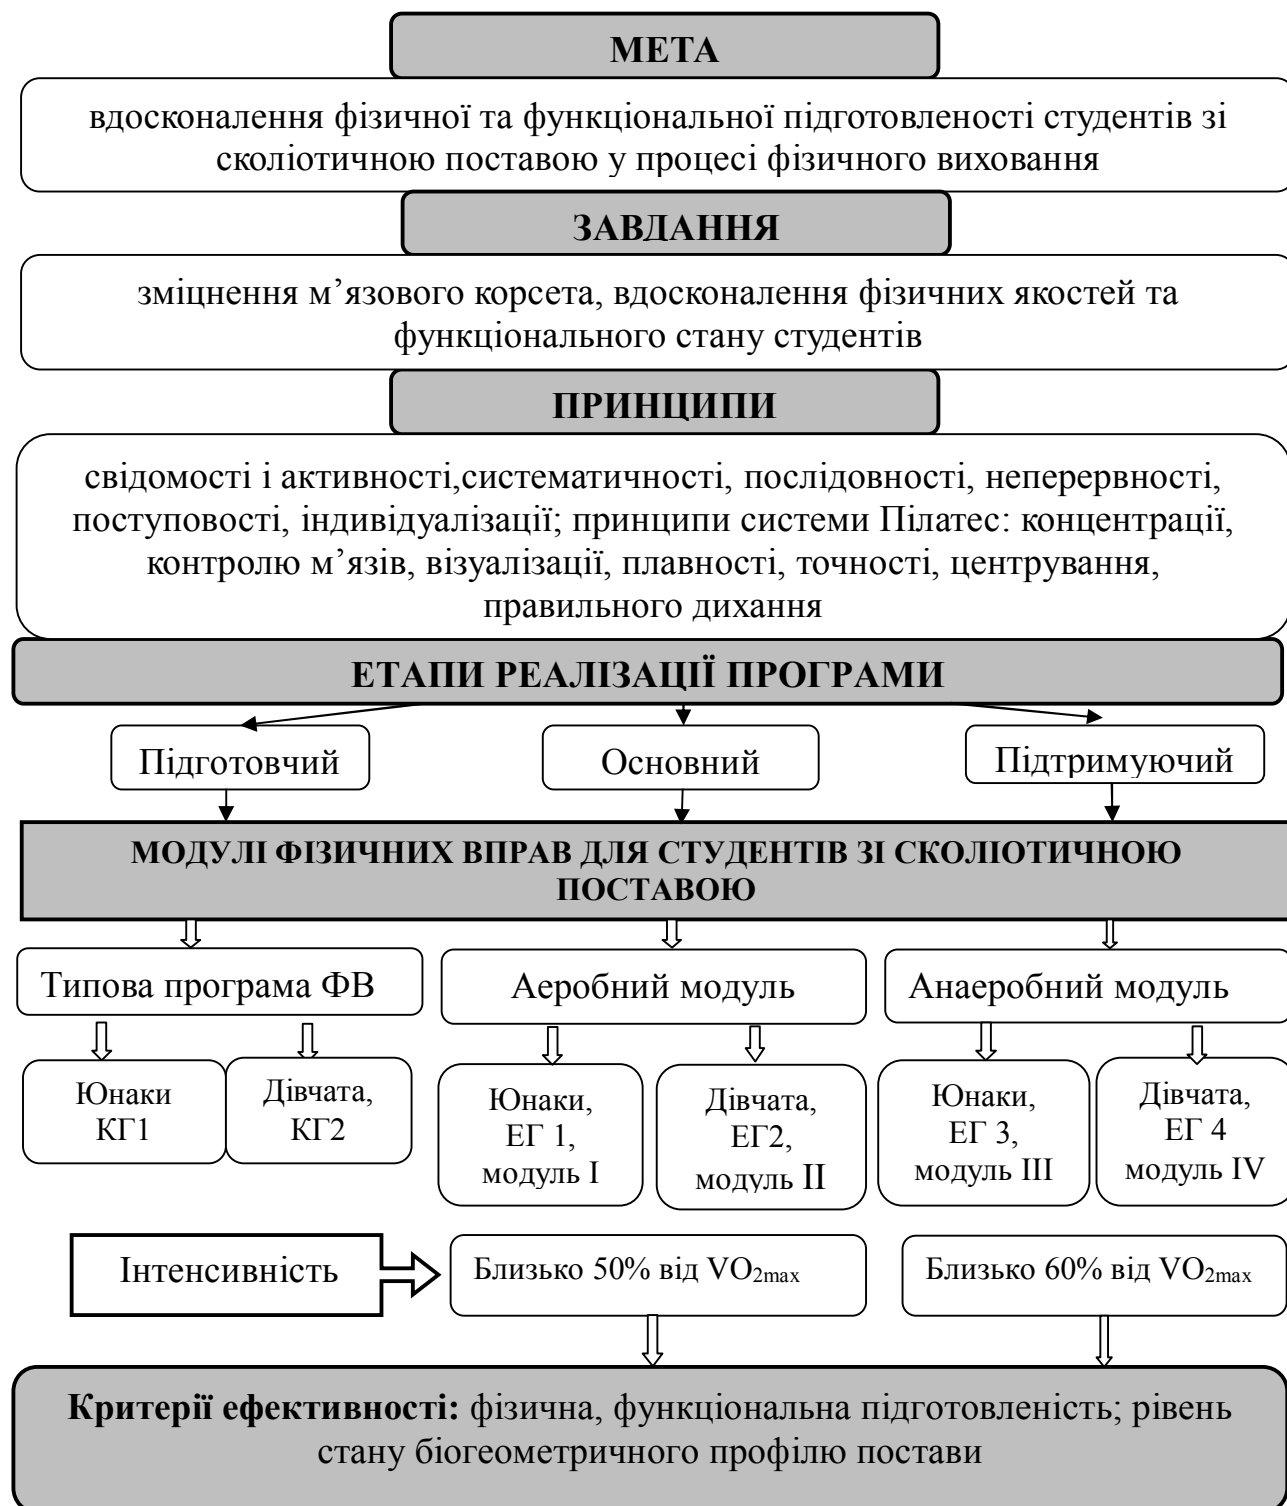 МЕТА
вдосконалення фізичної та функціональної підготовленості студентів зі
сколіотичною поставою у процесі фізичного виховання
ЗАВДАННЯ
зміцнення м’язового корсета, вдосконалення фізичних якостей та
функціонального стану студентів
ПРИНЦИПИ
свідомості і активності,систематичності, послідовності, неперервності,
поступовості, індивідуалізації; принципи системи Пілатес: концентрації,
контролю м’язів, візуалізації, плавності, точності, центрування,
правильного дихання
ЕТАПИ РЕАЛІЗАЦІЇ ПРОГРАМИ
Підготовчий
Основний
Підтримуючий
МОДУЛІ ФІЗИЧНИХ ВПРАВ ДЛЯ СТУДЕНТІВ ЗІ СКОЛІОТИЧНОЮ
ПОСТАВОЮ
Типова програма ФВ
Аеробний модуль
Анаеробний модуль
Юнаки
КГ1
Дівчата,
КГ2
Юнаки,
ЕГ 1,
модуль І
Дівчата,
ЕГ2,
модуль ІІ
Юнаки,
ЕГ 3,
модуль ІІІ
Дівчата,
ЕГ 4
модуль IV
Інтенсивність
Близько 50% від VO2max
Близько 60% від VO2max
Критерії ефективності: фізична, функціональна підготовленість; рівень
стану біогеометричного профілю постави